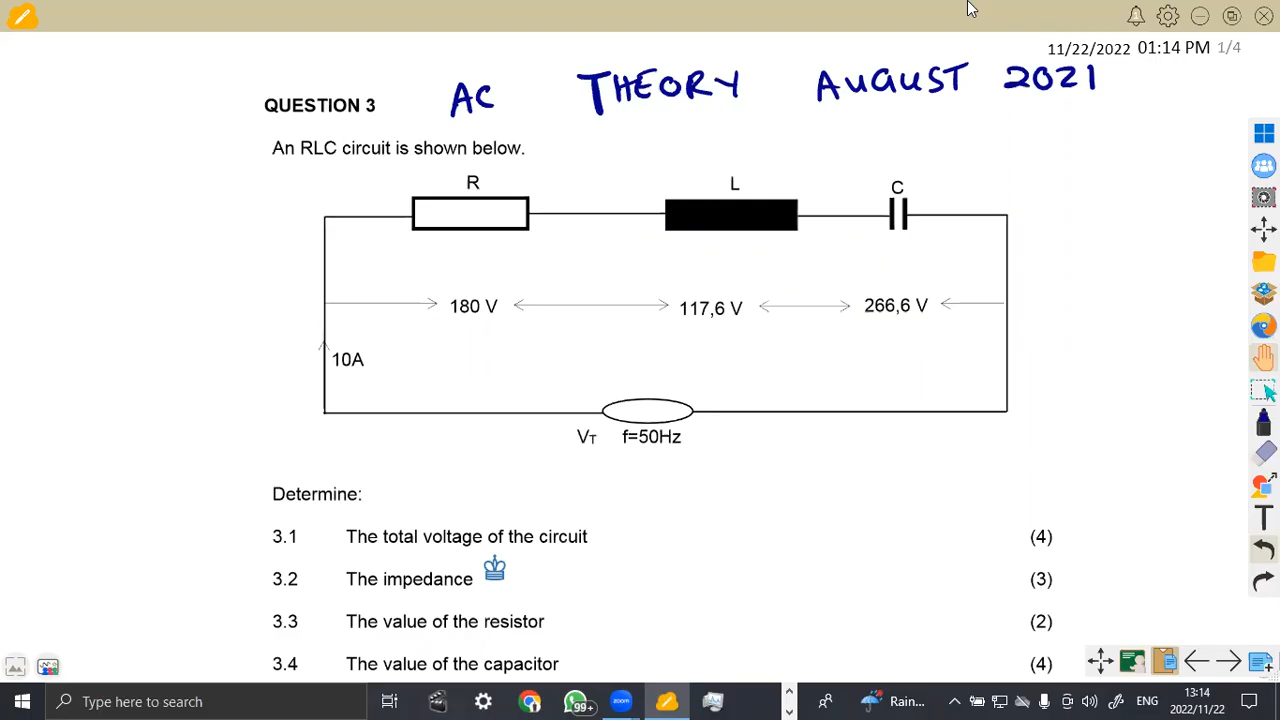 11/22/2022 01:14 PM 1/4
AC THEORY AUGUST 2021
QUESTION 3
An RLC circuit is shown below.
R L C
180 V 117,6 V 266,6 V
10A
VT f=50Hz
Determine:
3.1 The total voltage of the circuit (4)
3.2 The impedance (3)
3.3 The value of the resistor (2)
3.4 The value of the capacitor (4)
T
Type here to search
zoom
99+
Rain...
ENG
13:14
2022/11/22